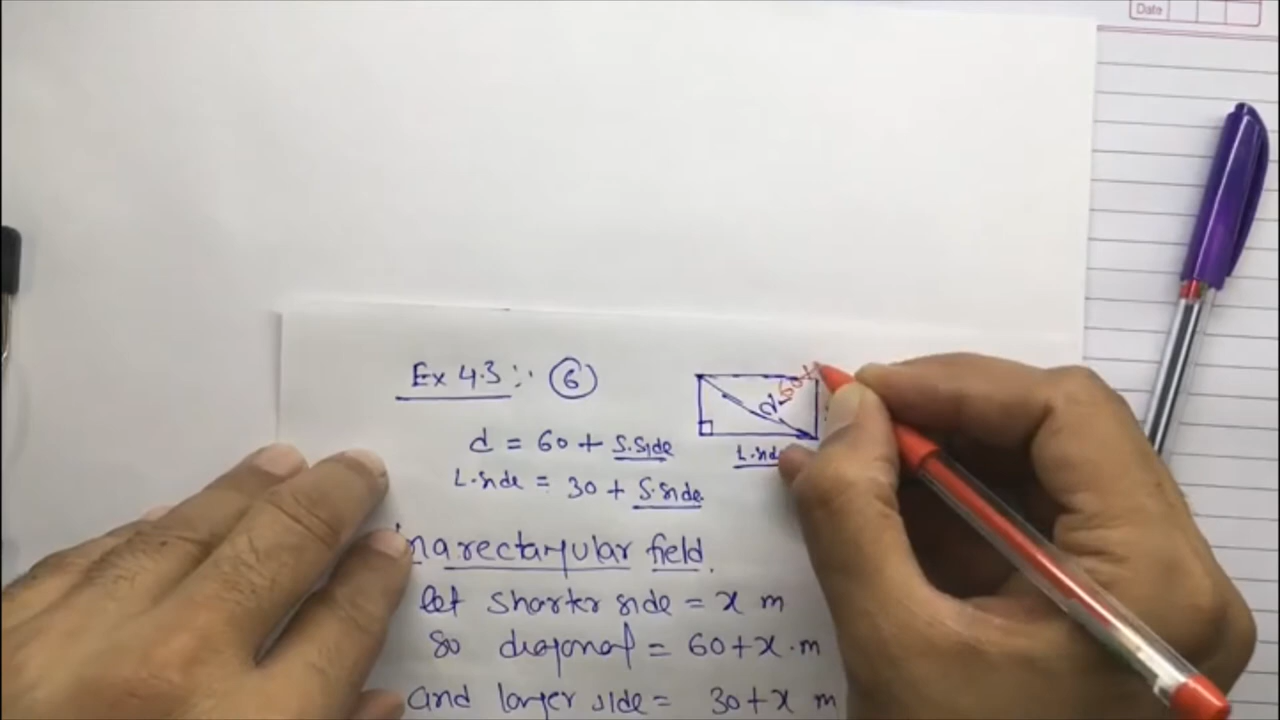 Date
Ex 4.3 :· 6
60+
d
L.side
d = 60 + S.side
L.side = 30 + S.side
In a rectangular field.
let shorter side = x m
so diagonal = 60+x·m
and larger side = 30+x m